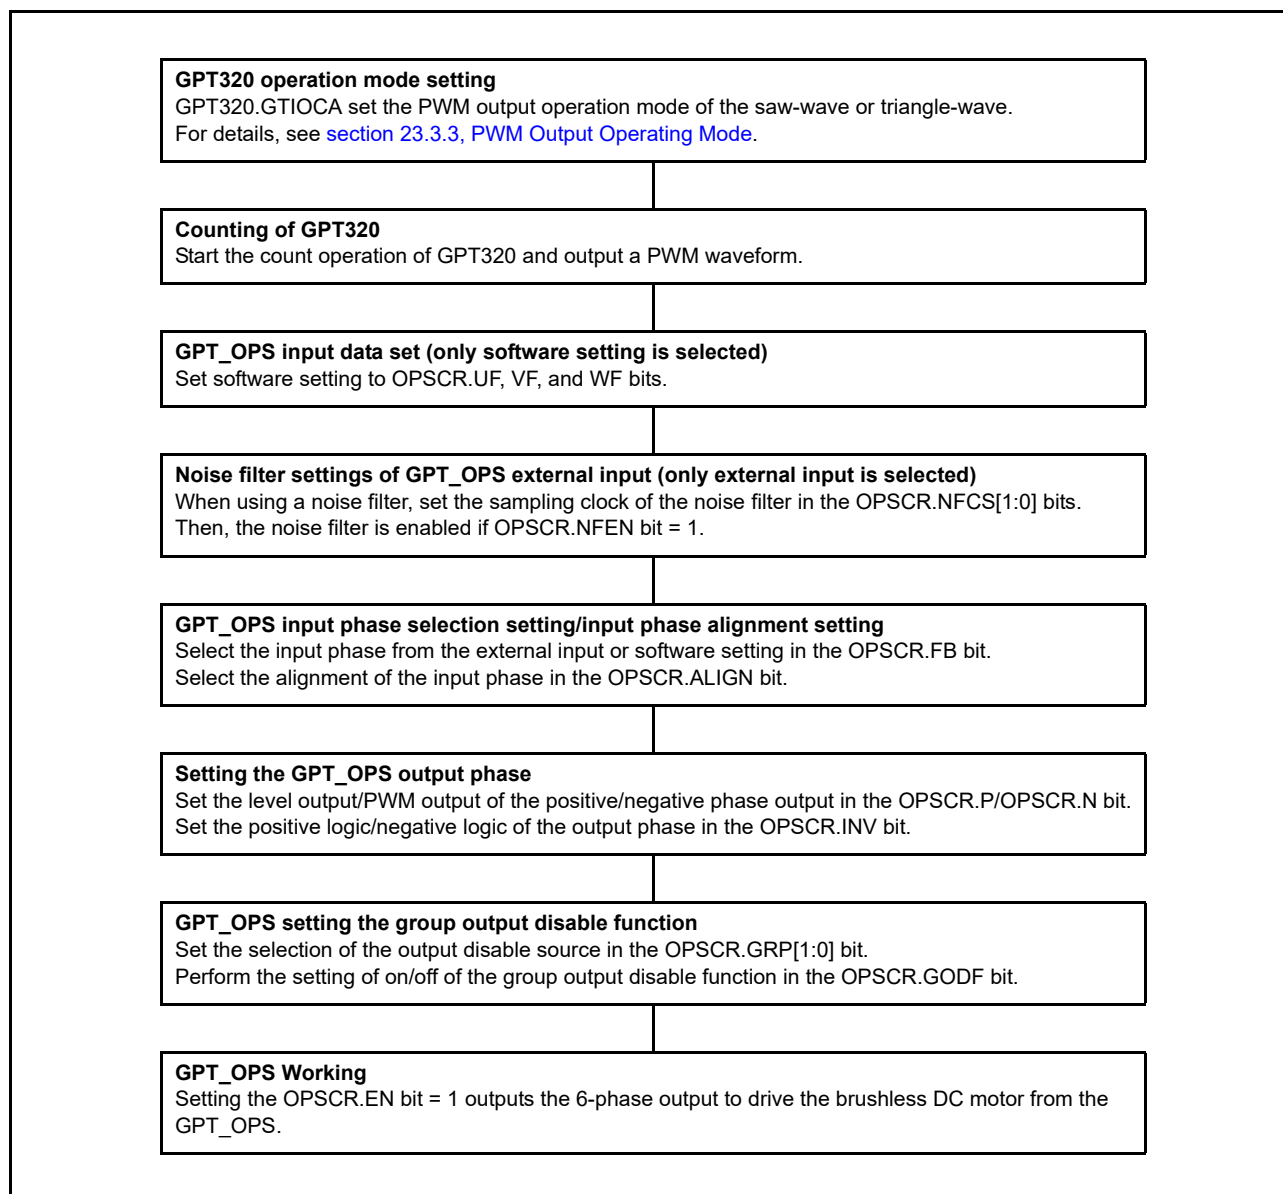 GPT320 operation mode setting
GPT320.GTIOCA set the PWM output operation mode of the saw-wave or triangle-wave.
For details, see section 23.3.3, PWM Output Operating Mode.
Counting of GPT320
Start the count operation of GPT320 and output a PWM waveform.
GPT_OPS input data set (only software setting is selected)
Set software setting to OPSCR.UF, VF, and WF bits.
Noise filter settings of GPT_OPS external input (only external input is selected)
When using a noise filter, set the sampling clock of the noise filter in the OPSCR.NFCS[1:0] bits.
Then, the noise filter is enabled if OPSCR.NFEN bit = 1.
GPT_OPS input phase selection setting/input phase alignment setting
Select the input phase from the external input or software setting in the OPSCR.FB bit.
Select the alignment of the input phase in the OPSCR.ALIGN bit.
Setting the GPT_OPS output phase
Set the level output/PWM output of the positive/negative phase output in the OPSCR.P/OPSCR.N bit.
Set the positive logic/negative logic of the output phase in the OPSCR.INV bit.
GPT_OPS setting the group output disable function
Set the selection of the output disable source in the OPSCR.GRP[1:0] bit.
Perform the setting of on/off of the group output disable function in the OPSCR.GODF bit.
GPT_OPS Working
Setting the OPSCR.EN bit = 1 outputs the 6-phase output to drive the brushless DC motor from the
GPT_OPS.